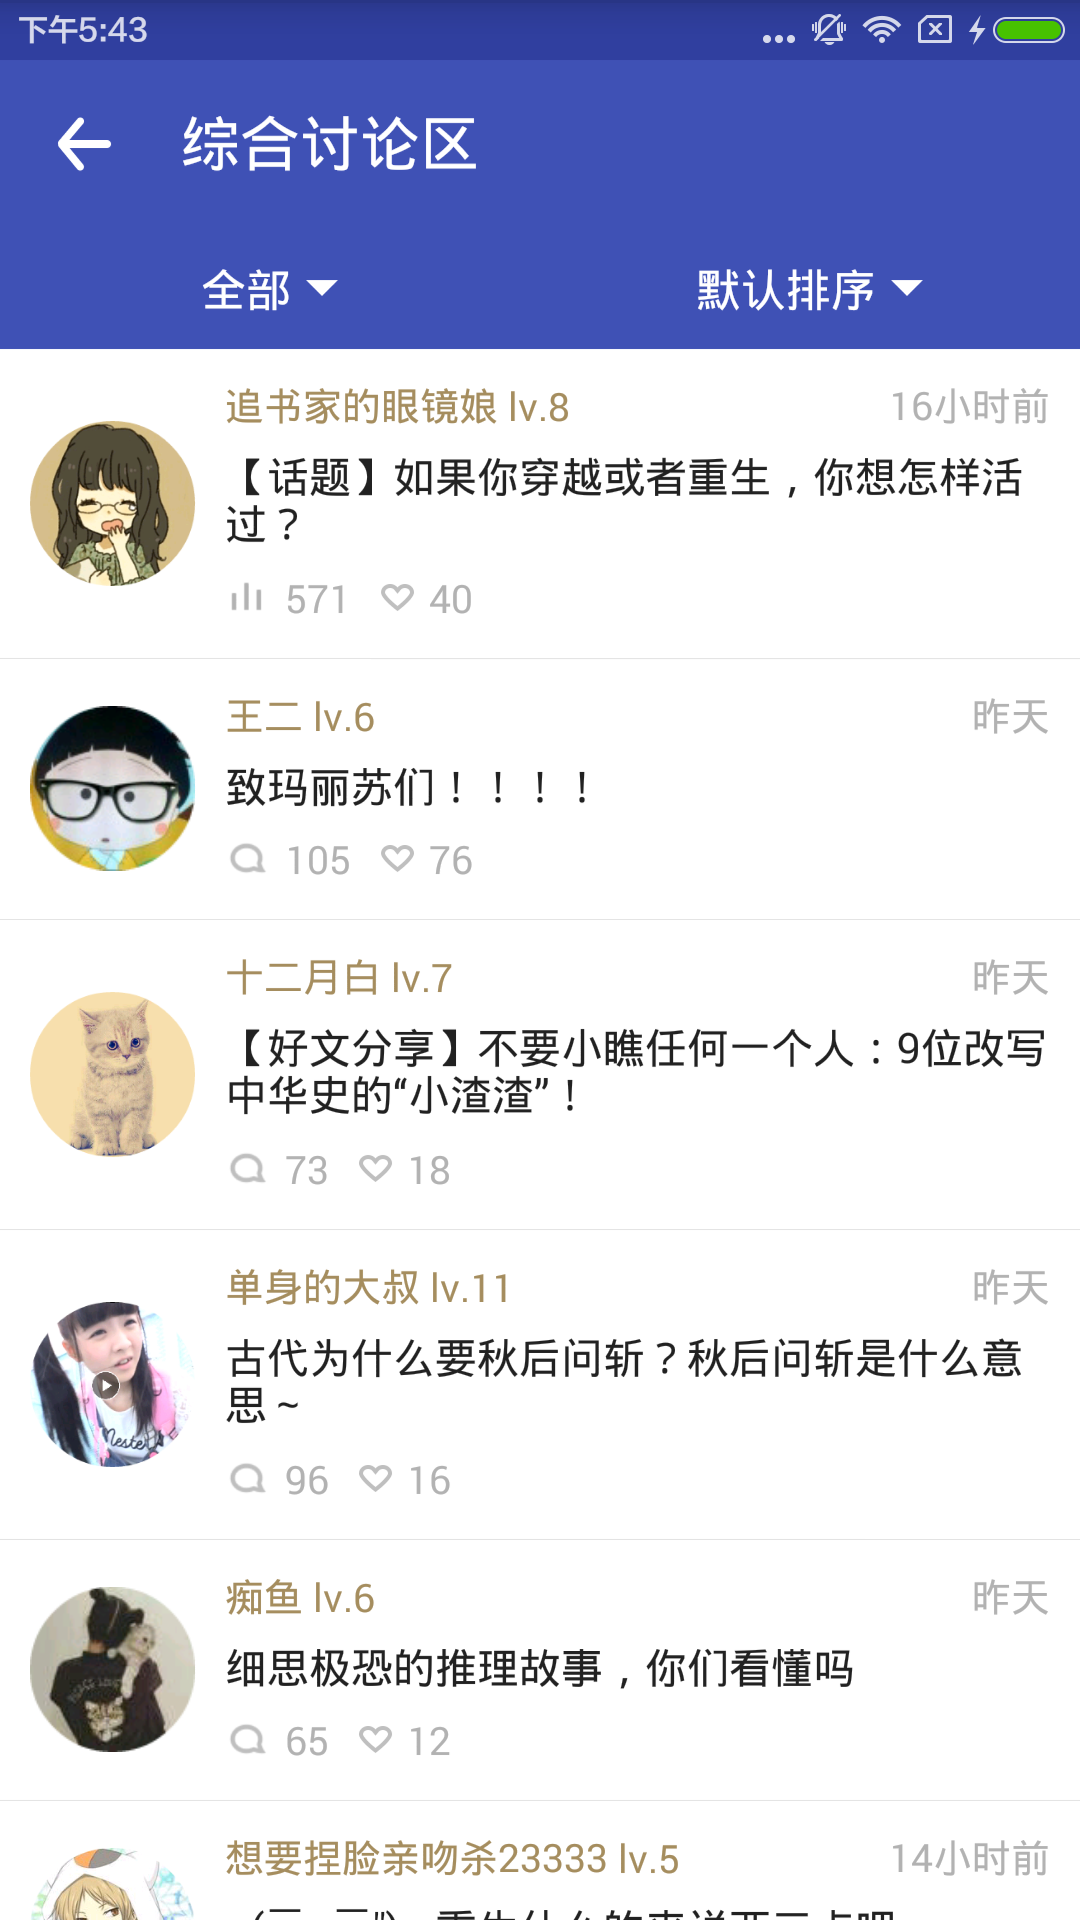 下午5:43
综合讨论区
全部
默认排序
追书家的眼镜娘 lv.8
16小时前
【话题】如果你穿越或者重生，你想怎样活
过？
571
40
王二 lv.6
昨天
致玛丽苏们！！！！
105
76
十二月白 lv.7
昨天
【好文分享】不要小瞧任何一个人：9位改写
中华史的“小渣渣”！
73
18
单身的大叔 lv.11
昨天
古代为什么要秋后问斩？秋后问斩是什么意
思～
96
16
痴鱼 lv.6
昨天
细思极恐的推理故事，你们看懂吗
65
12
想要捏脸亲吻杀23333 lv.5
14小时前